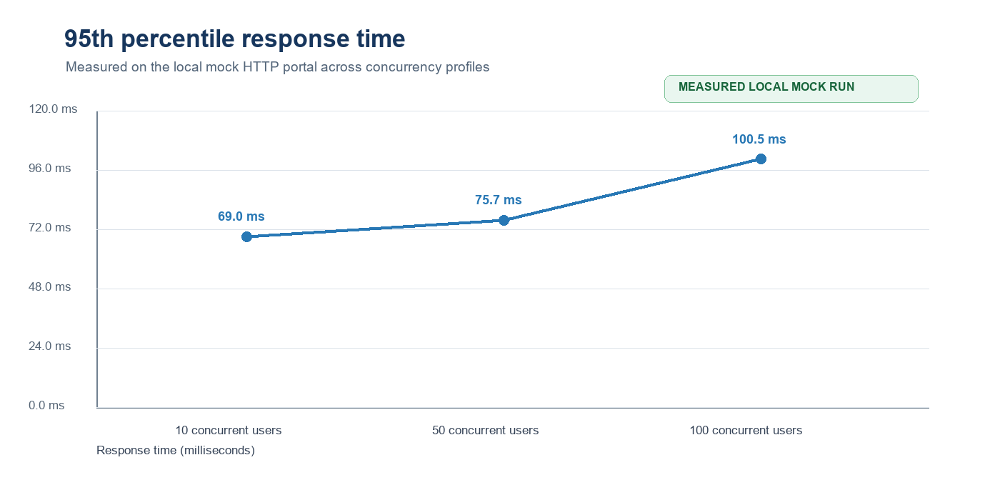 95th percentile response time
Measured on the local mock HTTP portal across concurrency profiles
MEASURED LOCAL MOCK RUN
120.0 ms
100.5 ms
96.0 ms
75.7 ms
69.0 ms
72.0 ms
48.0 ms
24.0 ms
0.0 ms
10 concurrent users
50 concurrent users
100 concurrent users
Response time (milliseconds)